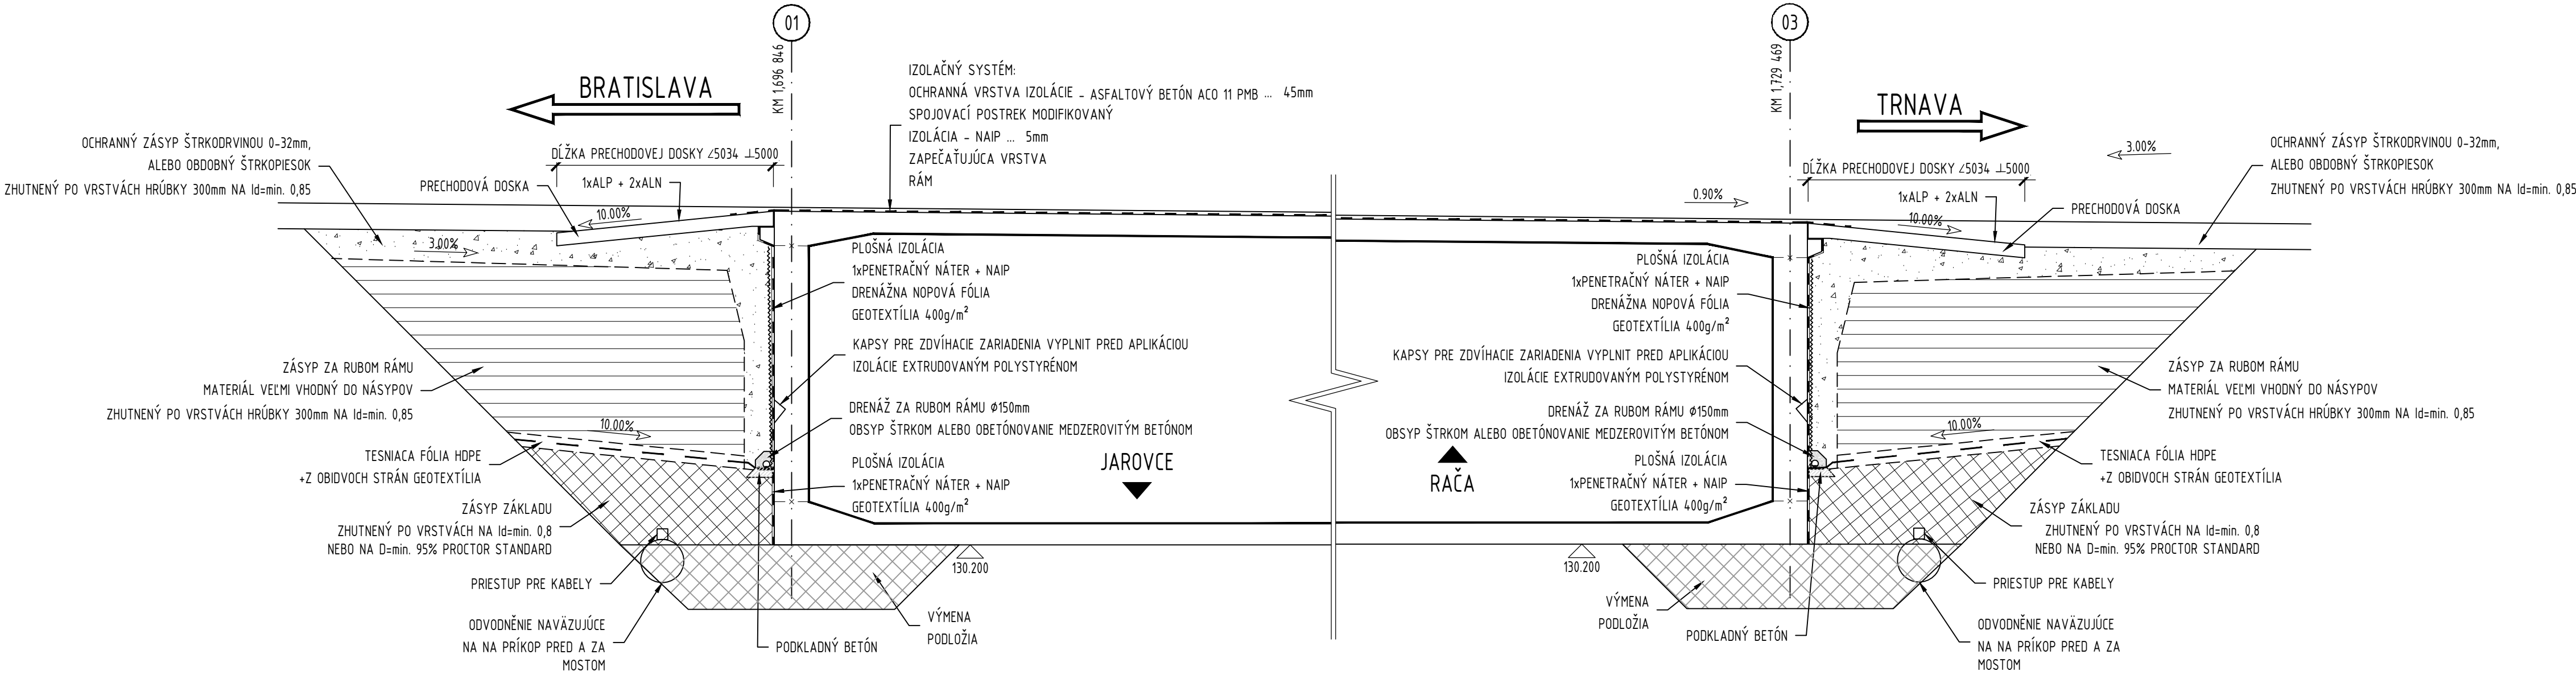 01
KM 1,696 846
BRATISLAVA
IZOLAČNÝ SYSTÉM:
OCHRANNÁ VRSTVA IZOLÁCIE - ASFALTOVÝ BETÓN ACO 11 PMB ... 45mm
SPOJOVACÍ POSTREK MODIFIKOVANÝ
IZOLÁCIA - NAIP ... 5mm
ZAPEČAŤUJÚCA VRSTVA
RÁM
OCHRANNÝ ZÁSYP ŠTRKODRVINOU 0-32mm,
ALEBO OBDOBNÝ ŠTRKOPIESOK
ZHUTNENÝ PO VRSTVÁCH HRÚBKY 300mm NA Id=min. 0,85
DĹŽKA PRECHODOVEJ DOSKY ∠5034 ⊥5000
PRECHODOVÁ DOSKA
1xALP + 2xALN
10.00%
3.00%
PLOŠNÁ IZOLÁCIA
1xPENETRAČNÝ NÁTER + NAIP
DRENÁŽNA NOPOVÁ FÓLIA
GEOTEXTÍLIA 400g/m²
KAPSY PRE ZDVÍHACIE ZARIADENIA VYPLNIT PRED APLIKÁCIOU
IZOLÁCIE EXTRUDOVANÝM POLYSTYRÉNOM
ZÁSYP ZA RUBOM RÁMU
MATERIÁL VEĽMI VHODNÝ DO NÁSYPOV
ZHUTNENÝ PO VRSTVÁCH HRÚBKY 300mm NA Id=min. 0,85
DRENÁŽ ZA RUBOM RÁMU Ø150mm
OBSYP ŠTRKOM ALEBO OBETÓNOVANIE MEDZEROVITÝM BETÓNOM
10.00%
TESNIACA FÓLIA HDPE
+Z OBIDVOCH STRÁN GEOTEXTÍLIA
PLOŠNÁ IZOLÁCIA
1xPENETRAČNÝ NÁTER + NAIP
GEOTEXTÍLIA 400g/m²
JAROVCE
ZÁSYP ZÁKLADU
ZHUTNENÝ PO VRSTVÁCH NA Id=min. 0,8
NEBO NA D=min. 95% PROCTOR STANDARD
130.200
PRIESTUP PRE KABELY
ODVODNĚNIE NAVÄZUJÚCE
NA NA PRÍKOP PRED A ZA
MOSTOM
PODKLADNÝ BETÓN
VÝMENA
PODLOŽIA
03
KM 1,729 469
TRNAVA
3.00%
OCHRANNÝ ZÁSYP ŠTRKODRVINOU 0-32mm,
ALEBO OBDOBNÝ ŠTRKOPIESOK
ZHUTNENÝ PO VRSTVÁCH HRÚBKY 300mm NA Id=min. 0,85
DĹŽKA PRECHODOVEJ DOSKY ∠5034 ⊥5000
0.90%
1xALP + 2xALN
PRECHODOVÁ DOSKA
10.00%
PLOŠNÁ IZOLÁCIA
1xPENETRAČNÝ NÁTER + NAIP
DRENÁŽNA NOPOVÁ FÓLIA
GEOTEXTÍLIA 400g/m²
KAPSY PRE ZDVÍHACIE ZARIADENIA VYPLNIT PRED APLIKÁCIOU
IZOLÁCIE EXTRUDOVANÝM POLYSTYRÉNOM
ZÁSYP ZA RUBOM RÁMU
MATERIÁL VEĽMI VHODNÝ DO NÁSYPOV
ZHUTNENÝ PO VRSTVÁCH HRÚBKY 300mm NA Id=min. 0,85
DRENÁŽ ZA RUBOM RÁMU Ø150mm
OBSYP ŠTRKOM ALEBO OBETÓNOVANIE MEDZEROVITÝM BETÓNOM
10.00%
RAČA
PLOŠNÁ IZOLÁCIA
1xPENETRAČNÝ NÁTER + NAIP
GEOTEXTÍLIA 400g/m²
TESNIACA FÓLIA HDPE
+Z OBIDVOCH STRÁN GEOTEXTÍLIA
ZÁSYP ZÁKLADU
ZHUTNENÝ PO VRSTVÁCH NA Id=min. 0,8
NEBO NA D=min. 95% PROCTOR STANDARD
130.200
PRIESTUP PRE KABELY
VÝMENA
PODLOŽIA
PODKLADNÝ BETÓN
ODVODNĚNIE NAVÄZUJÚCE
NA NA PRÍKOP PRED A ZA
MOSTOM